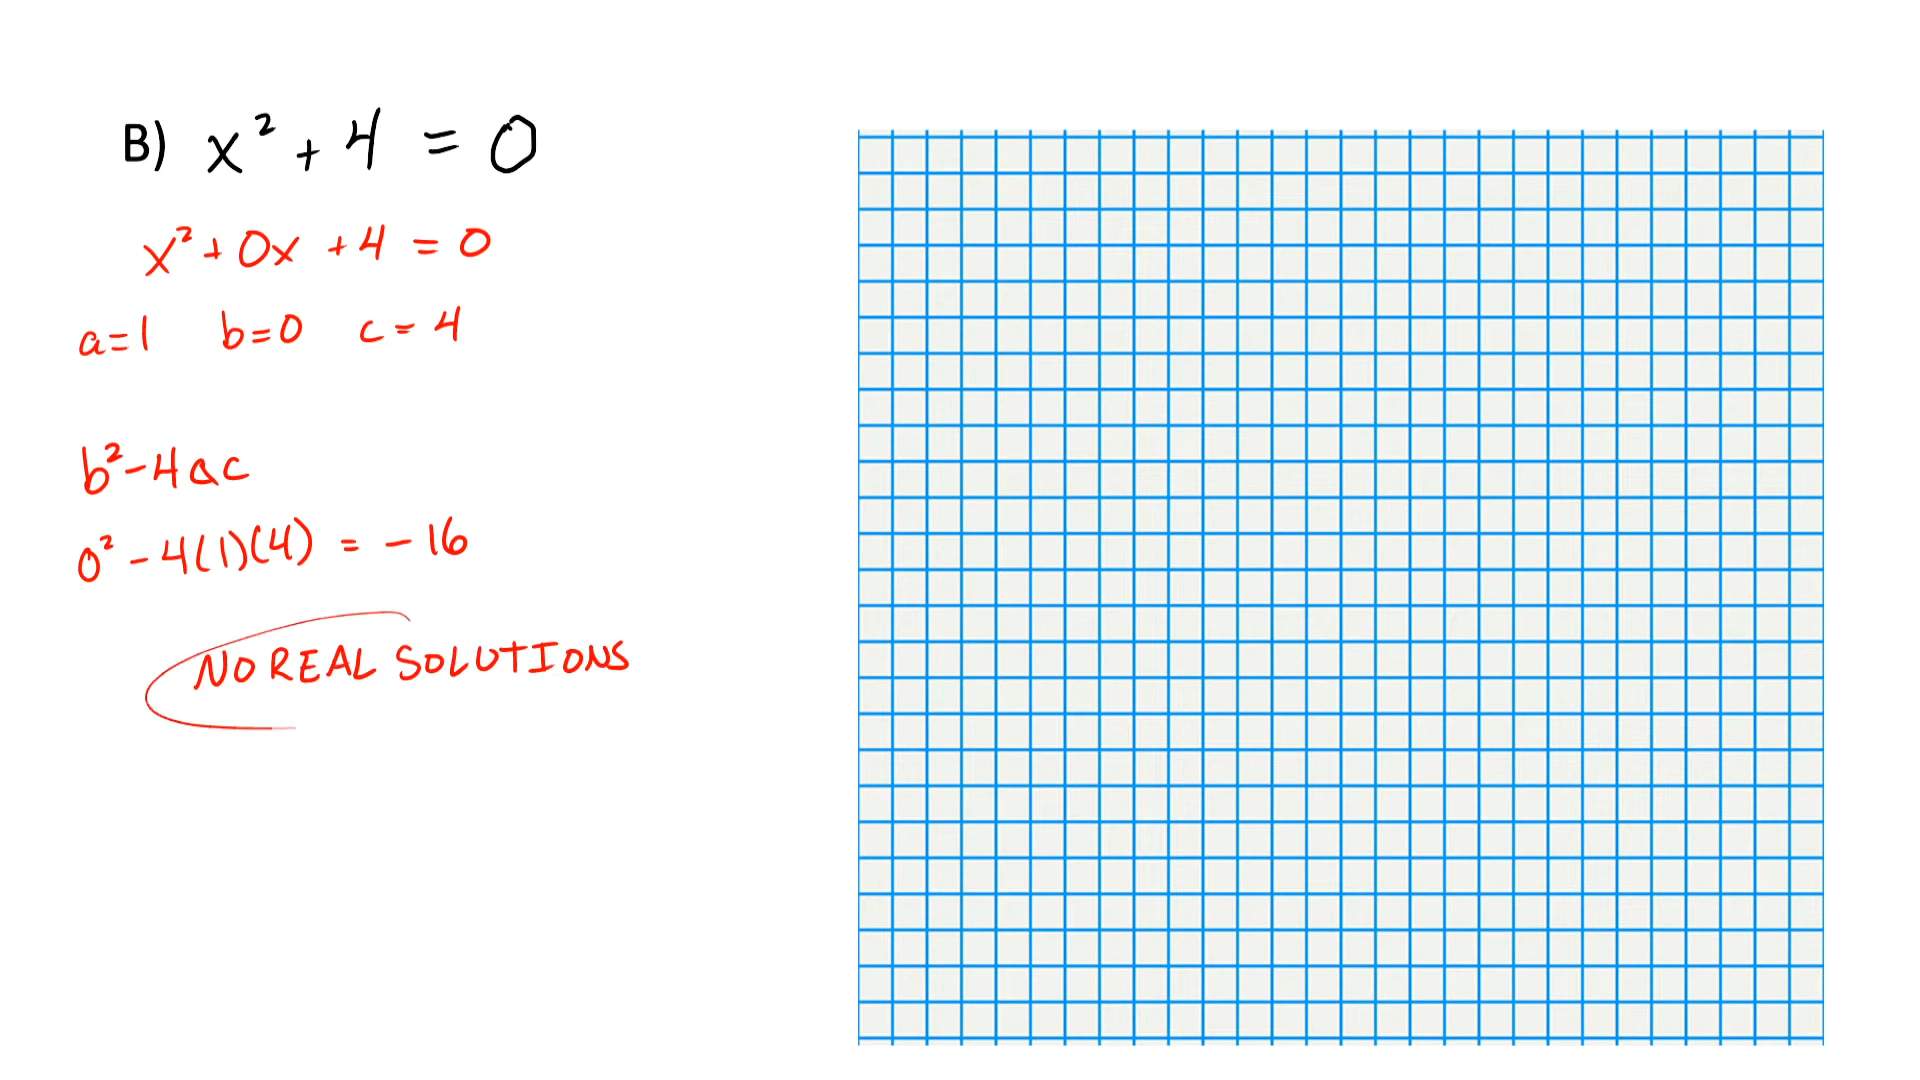 B) x² + 4 = 0
x² + 0x + 4 = 0
a=1 b=0 c=4
b²-4ac
0² - 4(1)(4) = -16
NO REAL SOLUTIONS